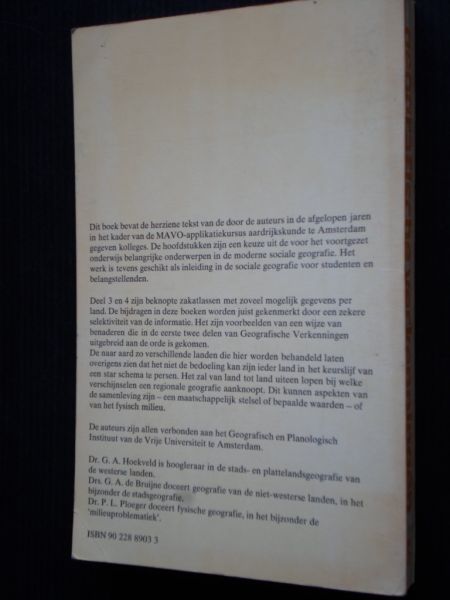 Dit boek bevat de herziene tekst van de door de auteurs in de afgelopen jaren
in het kader van de MAVO-applikatiekursus aardrijkskunde te Amsterdam
gegeven kolleges. De hoofdstukken zijn een keuze uit de voor het voortgezet
onderwijs belangrijke onderwerpen in de moderne sociale geografie. Het
werk is tevens geschikt als inleiding in de sociale geografie voor studenten en
belangstellenden.
Deel 3 en 4 zijn beknopte zakatlassen met zoveel mogelijk gegevens per
land. De bijdragen in deze boeken worden juist gekenmerkt door een zekere
selektiviteit van de informatie. Het zijn voorbeelden van een wijze van
benaderen die in de eerste twee delen van Geografische Verkenningen
uitgebreid aan de orde is gekomen.
De naar aard zo verschillende landen die hier worden behandeld laten
overigens zien dat het niet de bedoeling kan zijn ieder land in het keurslijf van
een star schema te persen. Het zal van land tot land uiteen lopen bij welke
verschijnselen een regionale geografie aanknoopt. Dit kunnen aspekten van
de samenleving zijn – een maatschappelijk stelsel of bepaalde waarden – of
van het fysisch milieu.
De auteurs zijn allen verbonden aan het Geografisch en Planologisch
Instituut van de Vrije Universiteit te Amsterdam.
Dr. G. A. Hoekveld is hoogleraar in de stads- en plattelandsgeografie van
de westerse landen.
Drs. G. A. de Bruijne doceert geografie van de niet-westerse landen, in het
bijzonder de stadsgeografie.
Dr. P. L. Ploeger doceert fysische geografie, in het bijzonder de
'milieuproblematiek'.
ISBN 90 228 8903 3